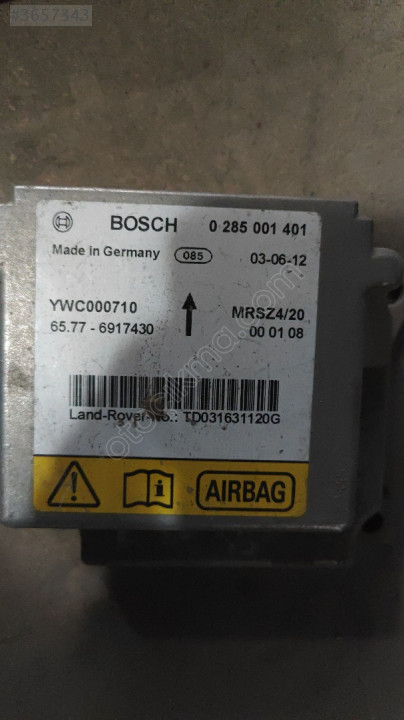 93657343
BOSCH 0 285 001 401
Made in Germany 085 03-06-12
YWC000710 MRSZ4/20
65.77 - 6917430 00 01 08
Land-Rover-No.: TD031631120G
AIRBAG